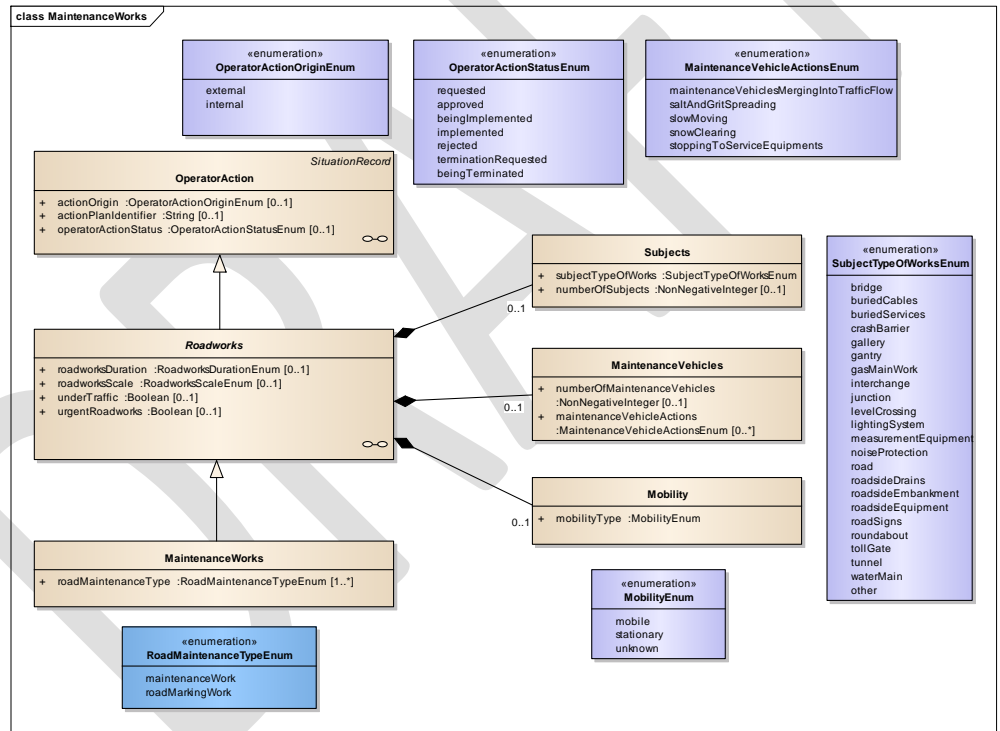 class MaintenanceWorks
«enumeration»
OperatorActionOriginEnum
external
internal
«enumeration»
OperatorActionStatusEnum
requested
approved
beingImplemented
implemented
rejected
terminationRequested
beingTerminated
«enumeration»
MaintenanceVehicleActionsEnum
maintenanceVehiclesMergingIntoTrafficFlow
saltAndGritSpreading
slowMoving
snowClearing
stoppingToServiceEquipments
SituationRecord
OperatorAction
+ actionOrigin :OperatorActionOriginEnum [0..1]
+ actionPlanIdentifier :String [0..1]
+ operatorActionStatus :OperatorActionStatusEnum [0..1]
Subjects
+ subjectTypeOfWorks :SubjectTypeOfWorksEnum
+ numberOfSubjects :NonNegativeInteger [0..1]
0..1
«enumeration»
SubjectTypeOfWorksEnum
bridge
buriedCables
buriedServices
crashBarrier
gallery
gantry
gasMainWork
interchange
junction
levelCrossing
lightingSystem
measurementEquipment
noiseProtection
road
roadsideDrains
roadsideEmbankment
roadsideEquipment
roadSigns
roundabout
tollGate
tunnel
waterMain
other
Roadworks
+ roadworksDuration :RoadworksDurationEnum [0..1]
+ roadworksScale :RoadworksScaleEnum [0..1]
+ underTraffic :Boolean [0..1]
+ urgentRoadworks :Boolean [0..1]
MaintenanceVehicles
+ numberOfMaintenanceVehicles
:NonNegativeInteger [0..1]
+ maintenanceVehicleActions
:MaintenanceVehicleActionsEnum [0..*]
0..1
Mobility
+ mobilityType :MobilityEnum
0..1
MaintenanceWorks
+ roadMaintenanceType :RoadMaintenanceTypeEnum [1..*]
«enumeration»
MobilityEnum
mobile
stationary
unknown
«enumeration»
RoadMaintenanceTypeEnum
maintenanceWork
roadMarkingWork